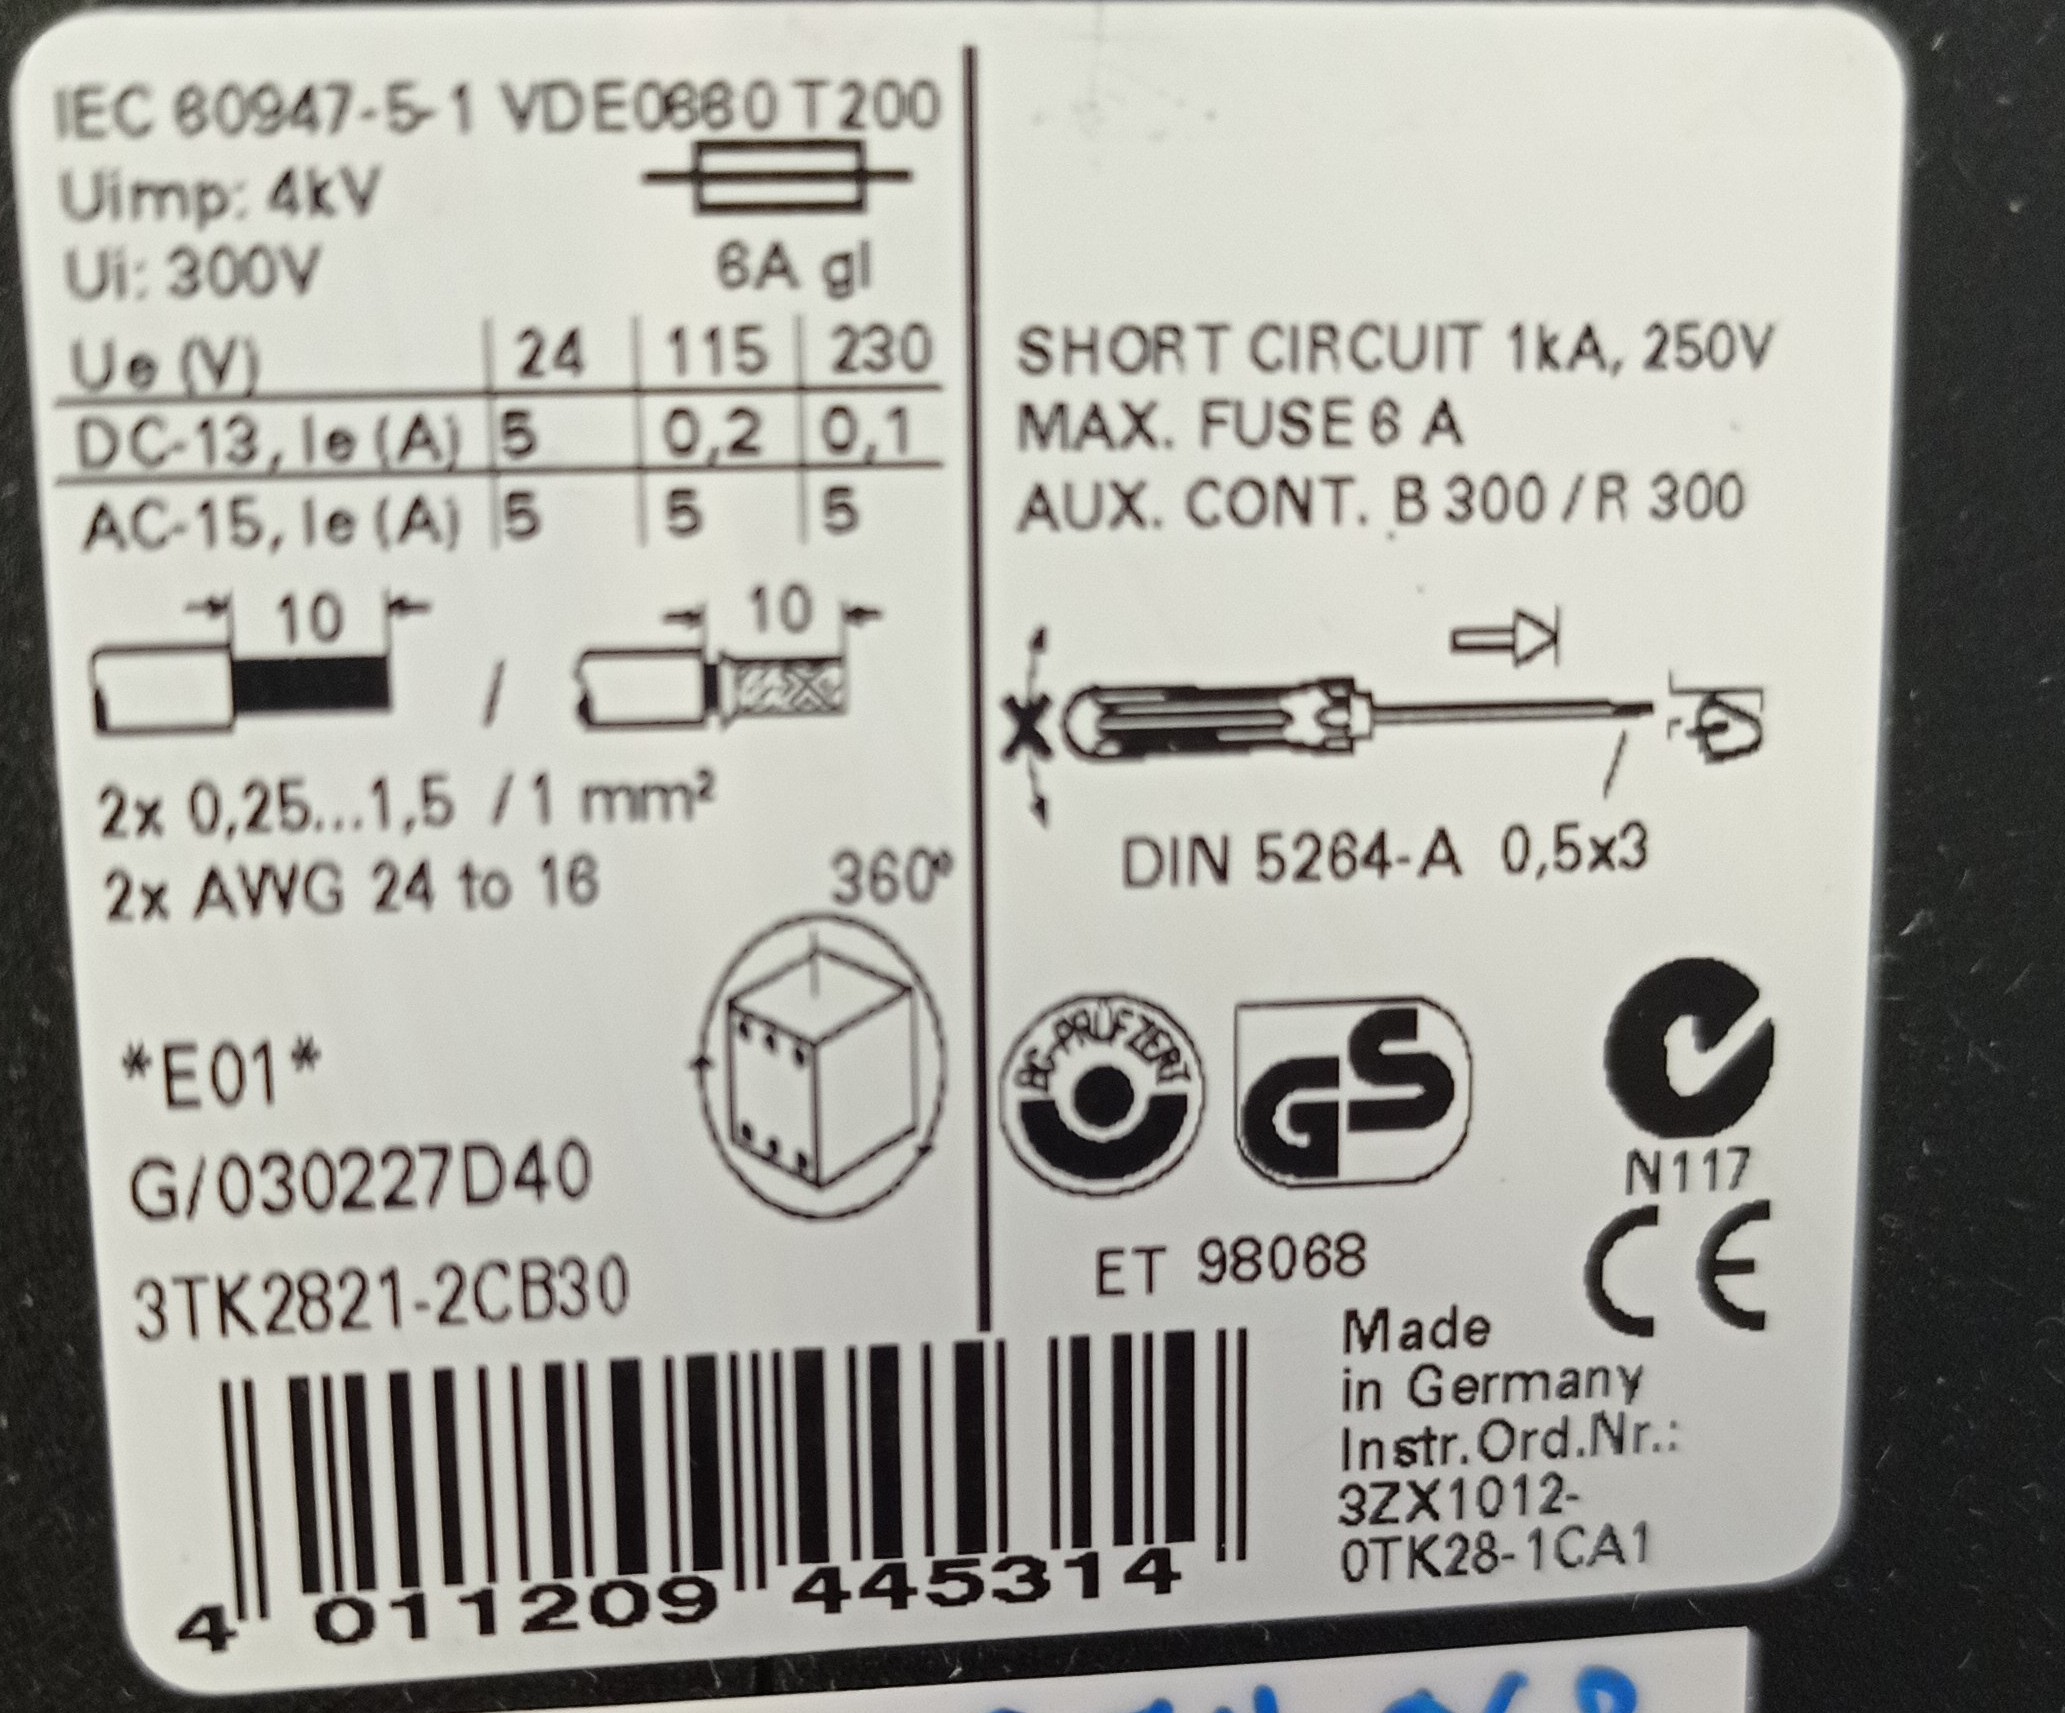 IEC 60947-5-1 VDE0660 T200
Uimp: 4kV
Ui: 300V
6A gl
Ue (V) 24 115 230
DC-13, Ie (A) 5 0,2 0,1
AC-15, Ie (A) 5 5 5
10 / 10
2x 0,25...1,5 / 1 mm²
2x AWG 24 to 16
360°
*E01*
G/030227D40
3TK2821-2CB30
4 011209 445314
SHORT CIRCUIT 1kA, 250V
MAX. FUSE 6 A
AUX. CONT. B 300 / R 300
DIN 5264-A 0,5x3
BG-PRÜFZERT
GS
N117
CE
ET 98068
Made
in Germany
Instr.Ord.Nr.:
3ZX1012-
0TK28-1CA1